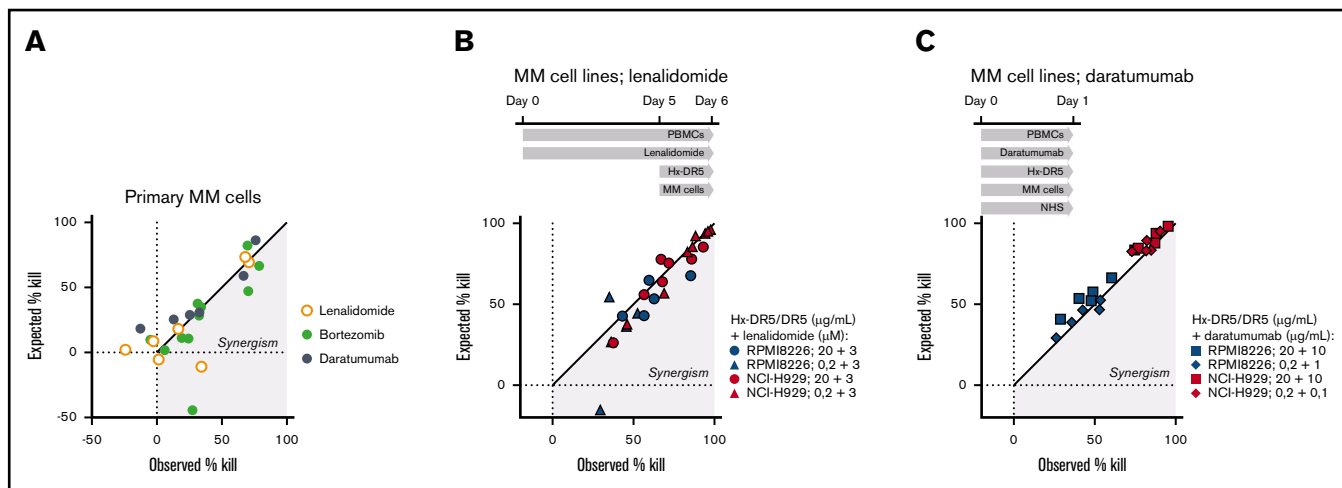 A
Primary MM cells
100
50
0
-50
-50
0
50
100
Expected % kill
Observed % kill
Synergism
Lenalidomide
Bortezomib
Daratumumab
B
MM cell lines; lenalidomide
Day 0
Day 5
Day 6
PBMCs
Lenalidomide
Hx-DR5
MM cells
100
50
0
0
50
100
Expected % kill
Observed % kill
Synergism
Hx-DR5/DR5 (µg/mL)
+ lenalidomide (µM):
RPMI8226; 20 + 3
RPMI8226; 0,2 + 3
NCI-H929; 20 + 3
NCI-H929; 0,2 + 3
C
MM cell lines; daratumumab
Day 0
Day 1
PBMCs
Daratumumab
Hx-DR5
MM cells
NHS
100
50
0
0
50
100
Expected % kill
Observed % kill
Synergism
Hx-DR5/DR5 (µg/mL)
+ daratumumab (µg/mL):
RPMI8226; 20 + 10
RPMI8226; 0,2 + 1
NCI-H929; 20 + 10
NCI-H929; 0,2 + 0,1